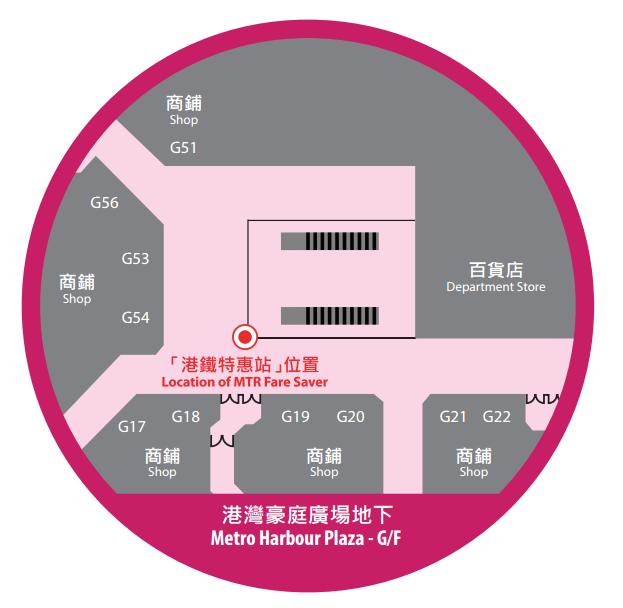 商鋪
Shop
G51
G56
G53
商鋪
Shop
G54
百貨店
Department Store
「港鐵特惠站」位置
Location of MTR Fare Saver
G17
G18
商鋪
Shop
G19
G20
商鋪
Shop
G21
G22
商鋪
Shop
港灣豪庭廣場地下
Metro Harbour Plaza - G/F